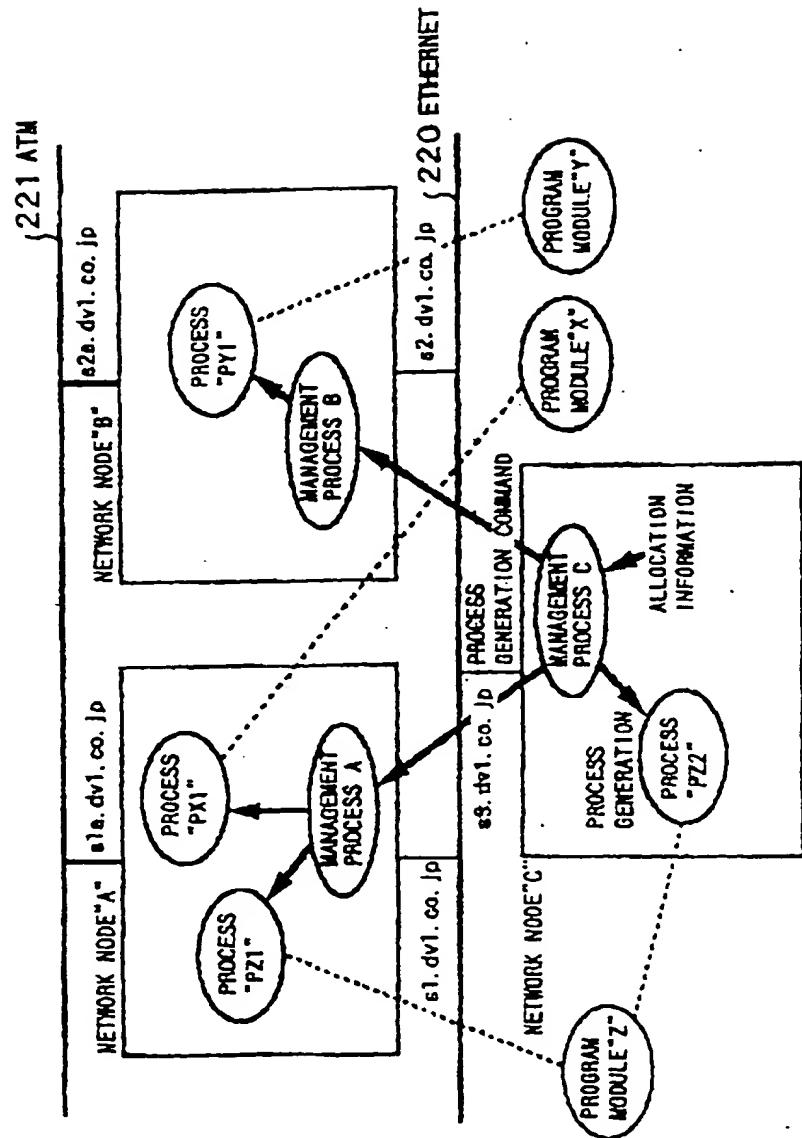 221 ATM
NETWORK NODE"A"
s1a.dv1.co.jp
NETWORK NODE"B"
s2a.dv1.co.jp
PROCESS
"PZ1"
PROCESS
"PX1"
MANAGEMENT
PROCESS A
PROCESS
"PY1"
MANAGEMENT
PROCESS B
s1.dv1.co.jp
s2.dv1.co.jp
220 ETHERNET
NETWORK NODE"C"
s3.dv1.co.jp
PROCESS
GENERATION COMMAND
MANAGEMENT
PROCESS C
PROCESS
GENERATION
PROCESS
"PZ2"
ALLOCATION
INFORMATION
PROGRAM
MODULE"Z"
PROGRAM
MODULE"X"
PROGRAM
MODULE"Y"